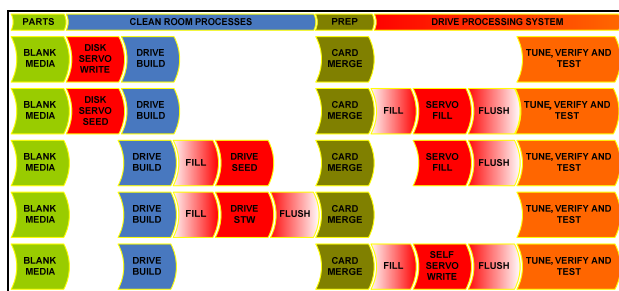 PARTS CLEAN ROOM PROCESSES PREP DRIVE PROCESSING SYSTEM
BLANK MEDIA
DISK SERVO WRITE
DRIVE BUILD
CARD MERGE
TUNE, VERIFY AND TEST
BLANK MEDIA
DISK SERVO SEED
DRIVE BUILD
CARD MERGE
FILL
SERVO FILL
FLUSH
TUNE, VERIFY AND TEST
BLANK MEDIA
DRIVE BUILD
FILL
DRIVE SEED
CARD MERGE
SERVO FILL
FLUSH
TUNE, VERIFY AND TEST
BLANK MEDIA
DRIVE BUILD
FILL
DRIVE STW
FLUSH
CARD MERGE
TUNE, VERIFY AND TEST
BLANK MEDIA
DRIVE BUILD
CARD MERGE
FILL
SELF SERVO WRITE
FLUSH
TUNE, VERIFY AND TEST